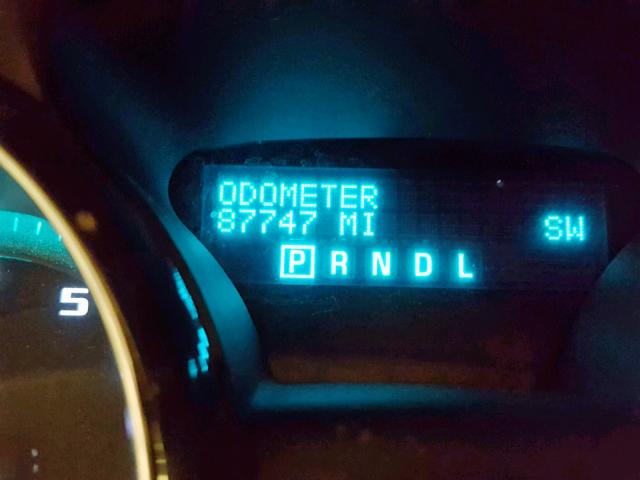 ODOMETER
87747 MI SW
P R N D L
5